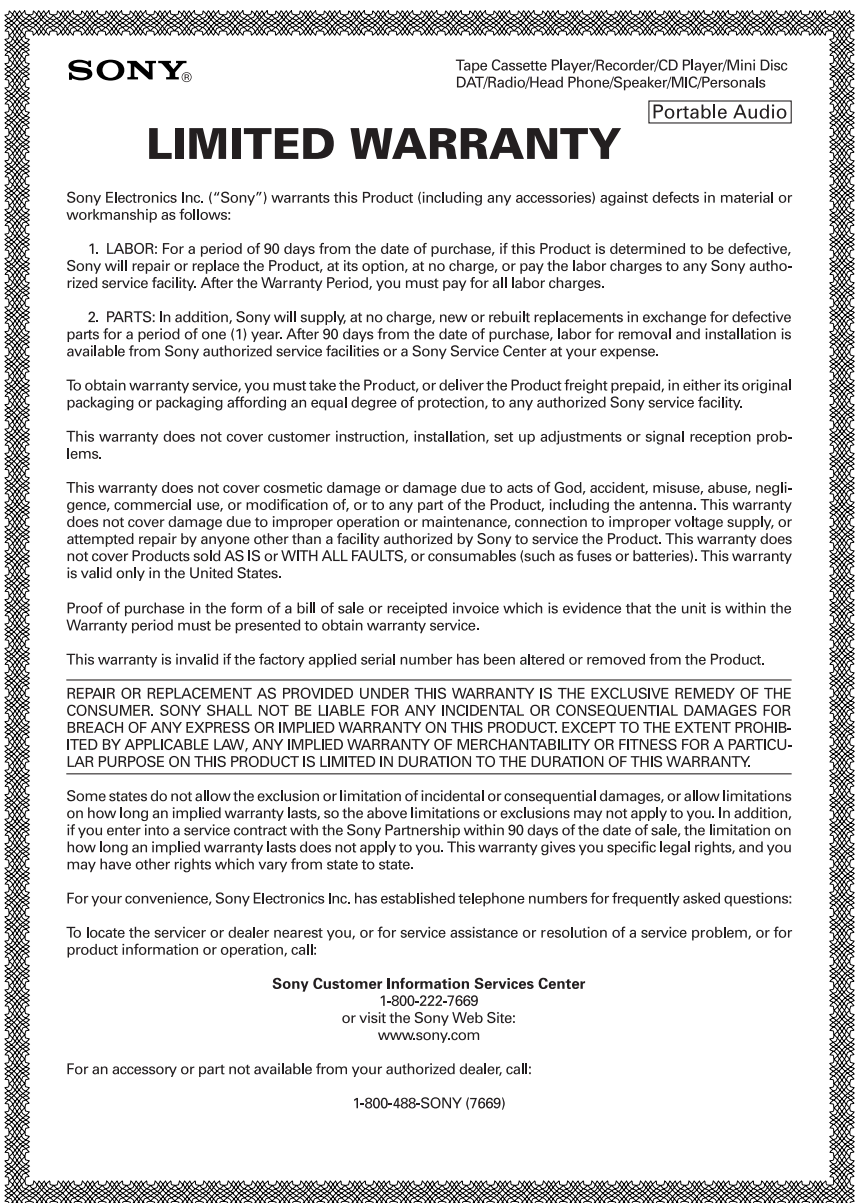 SONY®
Tape Cassette Player/Recorder/CD Player/Mini Disc
DAT/Radio/Head Phone/Speaker/MIC/Personals
Portable Audio
LIMITED WARRANTY
Sony Electronics Inc. (“Sony”) warrants this Product (including any accessories) against defects in material or
workmanship as follows:
1. LABOR: For a period of 90 days from the date of purchase, if this Product is determined to be defective,
Sony will repair or replace the Product, at its option, at no charge, or pay the labor charges to any Sony autho-
rized service facility. After the Warranty Period, you must pay for all labor charges.
2. PARTS: In addition, Sony will supply, at no charge, new or rebuilt replacements in exchange for defective
parts for a period of one (1) year. After 90 days from the date of purchase, labor for removal and installation is
available from Sony authorized service facilities or a Sony Service Center at your expense.
To obtain warranty service, you must take the Product, or deliver the Product freight prepaid, in either its original
packaging or packaging affording an equal degree of protection, to any authorized Sony service facility.
This warranty does not cover customer instruction, installation, set up adjustments or signal reception prob-
lems.
This warranty does not cover cosmetic damage or damage due to acts of God, accident, misuse, abuse, negli-
gence, commercial use, or modification of, or to any part of the Product, including the antenna. This warranty
does not cover damage due to improper operation or maintenance, connection to improper voltage supply, or
attempted repair by anyone other than a facility authorized by Sony to service the Product. This warranty does
not cover Products sold AS IS or WITH ALL FAULTS, or consumables (such as fuses or batteries). This warranty
is valid only in the United States.
Proof of purchase in the form of a bill of sale or receipted invoice which is evidence that the unit is within the
Warranty period must be presented to obtain warranty service.
This warranty is invalid if the factory applied serial number has been altered or removed from the Product.
REPAIR OR REPLACEMENT AS PROVIDED UNDER THIS WARRANTY IS THE EXCLUSIVE REMEDY OF THE
CONSUMER. SONY SHALL NOT BE LIABLE FOR ANY INCIDENTAL OR CONSEQUENTIAL DAMAGES FOR
BREACH OF ANY EXPRESS OR IMPLIED WARRANTY ON THIS PRODUCT. EXCEPT TO THE EXTENT PROHIB-
ITED BY APPLICABLE LAW, ANY IMPLIED WARRANTY OF MERCHANTABILITY OR FITNESS FOR A PARTICU-
LAR PURPOSE ON THIS PRODUCT IS LIMITED IN DURATION TO THE DURATION OF THIS WARRANTY.
Some states do not allow the exclusion or limitation of incidental or consequential damages, or allow limitations
on how long an implied warranty lasts, so the above limitations or exclusions may not apply to you. In addition,
if you enter into a service contract with the Sony Partnership within 90 days of the date of sale, the limitation on
how long an implied warranty lasts does not apply to you. This warranty gives you specific legal rights, and you
may have other rights which vary from state to state.
For your convenience, Sony Electronics Inc. has established telephone numbers for frequently asked questions:
To locate the servicer or dealer nearest you, or for service assistance or resolution of a service problem, or for
product information or operation, call:
Sony Customer Information Services Center
1-800-222-7669
or visit the Sony Web Site:
www.sony.com
For an accessory or part not available from your authorized dealer, call:
1-800-488-SONY (7669)